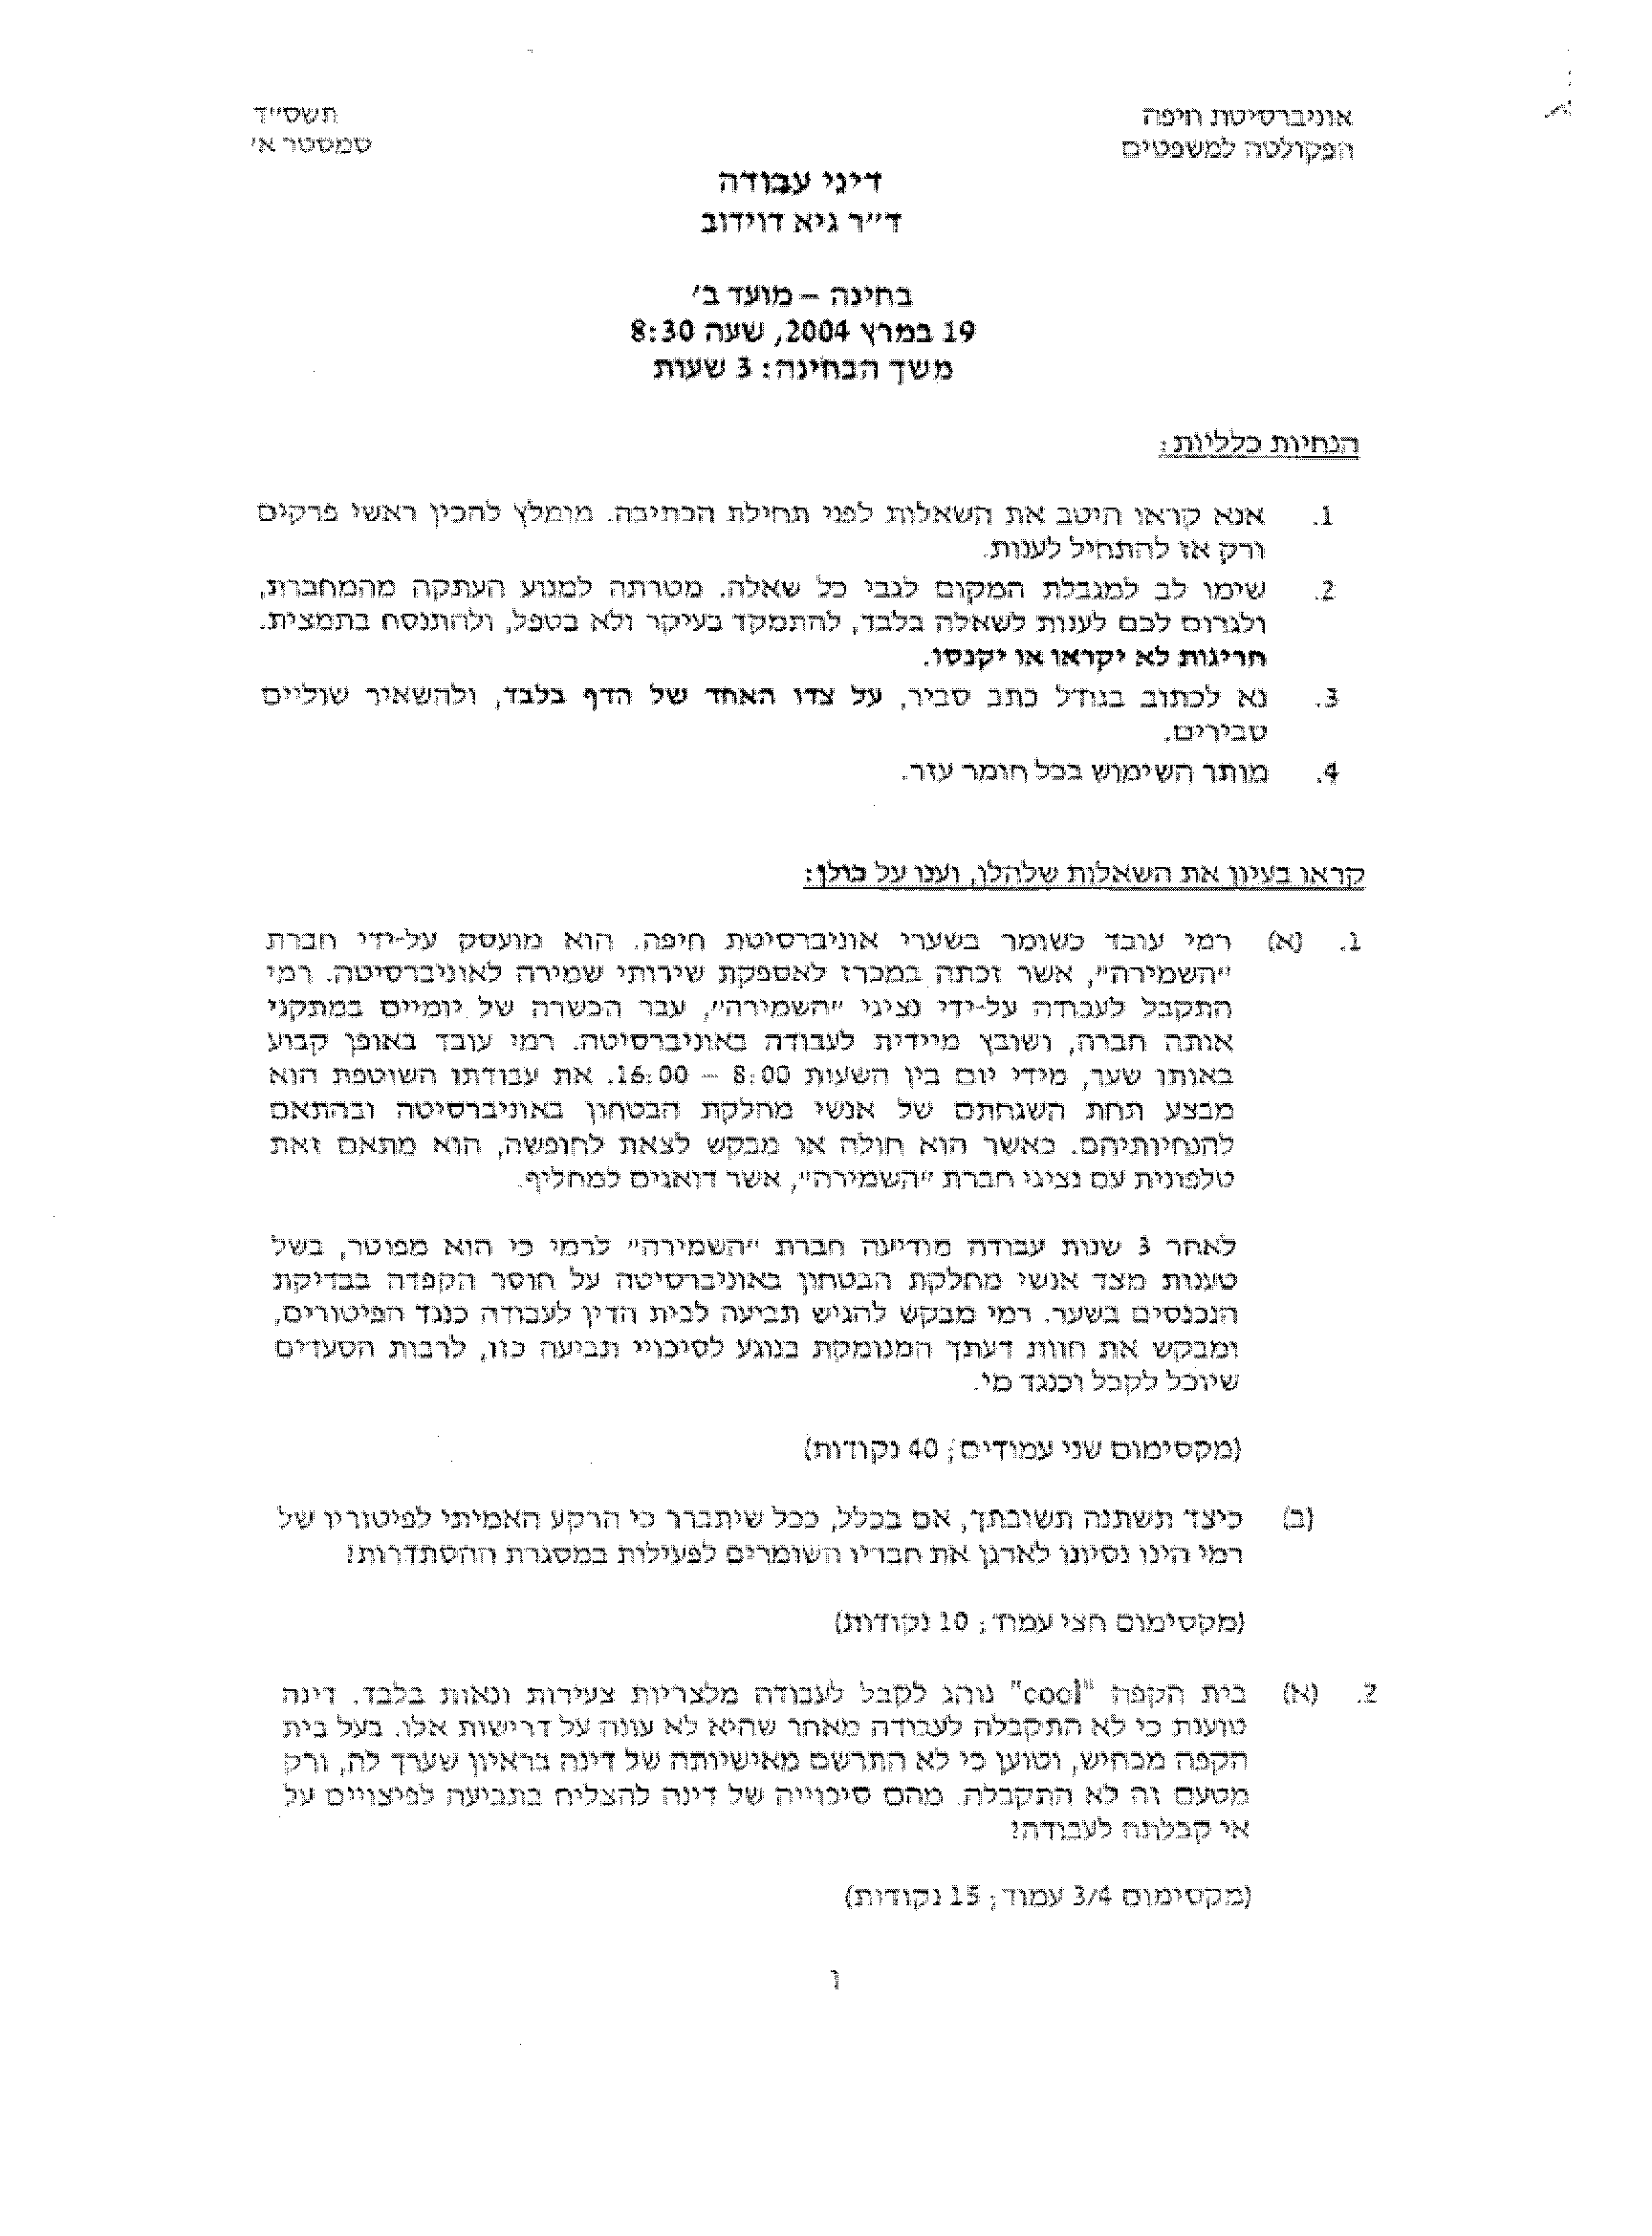 אוניברסיטת חיפה תשס"ד
הפקולטה למשפטים סמסטר א'
דיני עבודה
ד"ר גיא דוידוב
בחינה – מועד ב'
19 במרץ 2004, שעה 8:30
משך הבחינה: 3 שעות
הנחיות כלליות:
1. אנא קראו היטב את השאלות לפני תחילת הכתיבה. מומלץ להכין ראשי פרקים
ורק אז להתחיל לענות.
2. שימו לב למגבלת המקום לגבי כל שאלה. מטרתה למנוע העתקה מהמחברת,
ולגרום לכם לענות לשאלה בלבד, להתמקד בעיקר ולא בטפל, ולהתנסח בתמצית.
חריגות לא יקראו או יקנסו.
3. נא לכתוב בגודל כתב סביר, על צדו האחד של הדף בלבד, ולהשאיר שוליים
סבירים.
4. מותר השימוש בכל חומר עזר.
קראו בעיון את השאלות שלהלן, וענו על כולן:
1. (א) רמי עובד כשומר בשערי אוניברסיטת חיפה. הוא מועסק על-ידי חברת
"השמירה", אשר זכתה במכרז לאספקת שירותי שמירה לאוניברסיטה. רמי
התקבל לעבודה על-ידי נציגי "השמירה", עבר הכשרה של יומיים במתקני
אותה חברה, ושובץ מיידית לעבודה באוניברסיטה. רמי עובד באופן קבוע
באותו שער, מידי יום בין השעות 8:00 – 16:00. את עבודתו השוטפת הוא
מבצע תחת השגחתם של אנשי מחלקת הבטחון באוניברסיטה ובהתאם
להנחיותיהם. כאשר הוא חולה או מבקש לצאת לחופשה, הוא מתאם זאת
טלפונית עם נציגי חברת "השמירה", אשר דואגים למחליף.
לאחר 3 שנות עבודה מודיעה חברת "השמירה" לרמי כי הוא מפוטר, בשל
טענות מצד אנשי מחלקת הבטחון באוניברסיטה על חוסר הקפדה בבדיקת
הנכנסים בשער. רמי מבקש להגיש תביעה לבית הדין לעבודה כנגד הפיטורים,
ומבקש את חוות דעתך המנומקת בנוגע לסיכויי תביעה כזו, לרבות הסעדים
שיוכל לקבל וכנגד מי.
(מקסימום שני עמודים; 40 נקודות)
(ב) כיצד תשתנה תשובתך, אם בכלל, ככל שיתברר כי הרקע האמיתי לפיטוריו של
רמי הינו נסיונו לארגן את חבריו השומרים לפעילות במסגרת ההסתדרות?
(מקסימום חצי עמוד; 10 נקודות)
2. (א) בית הקפה "cool" נוהג לקבל לעבודה מלצריות צעירות ונאות בלבד. דינה
טוענת כי לא התקבלה לעבודה מאחר שהיא לא עונה על דרישות אלו. בעל בית
הקפה מכחיש, וטוען כי לא התרשם מאישיותה של דינה בראיון שערך לה, ורק
מטעם זה לא התקבלה. מהם סיכוייה של דינה להצליח בתביעה לפיצויים על
אי קבלתה לעבודה?
(מקסימום 3/4 עמוד; 15 נקודות)
1